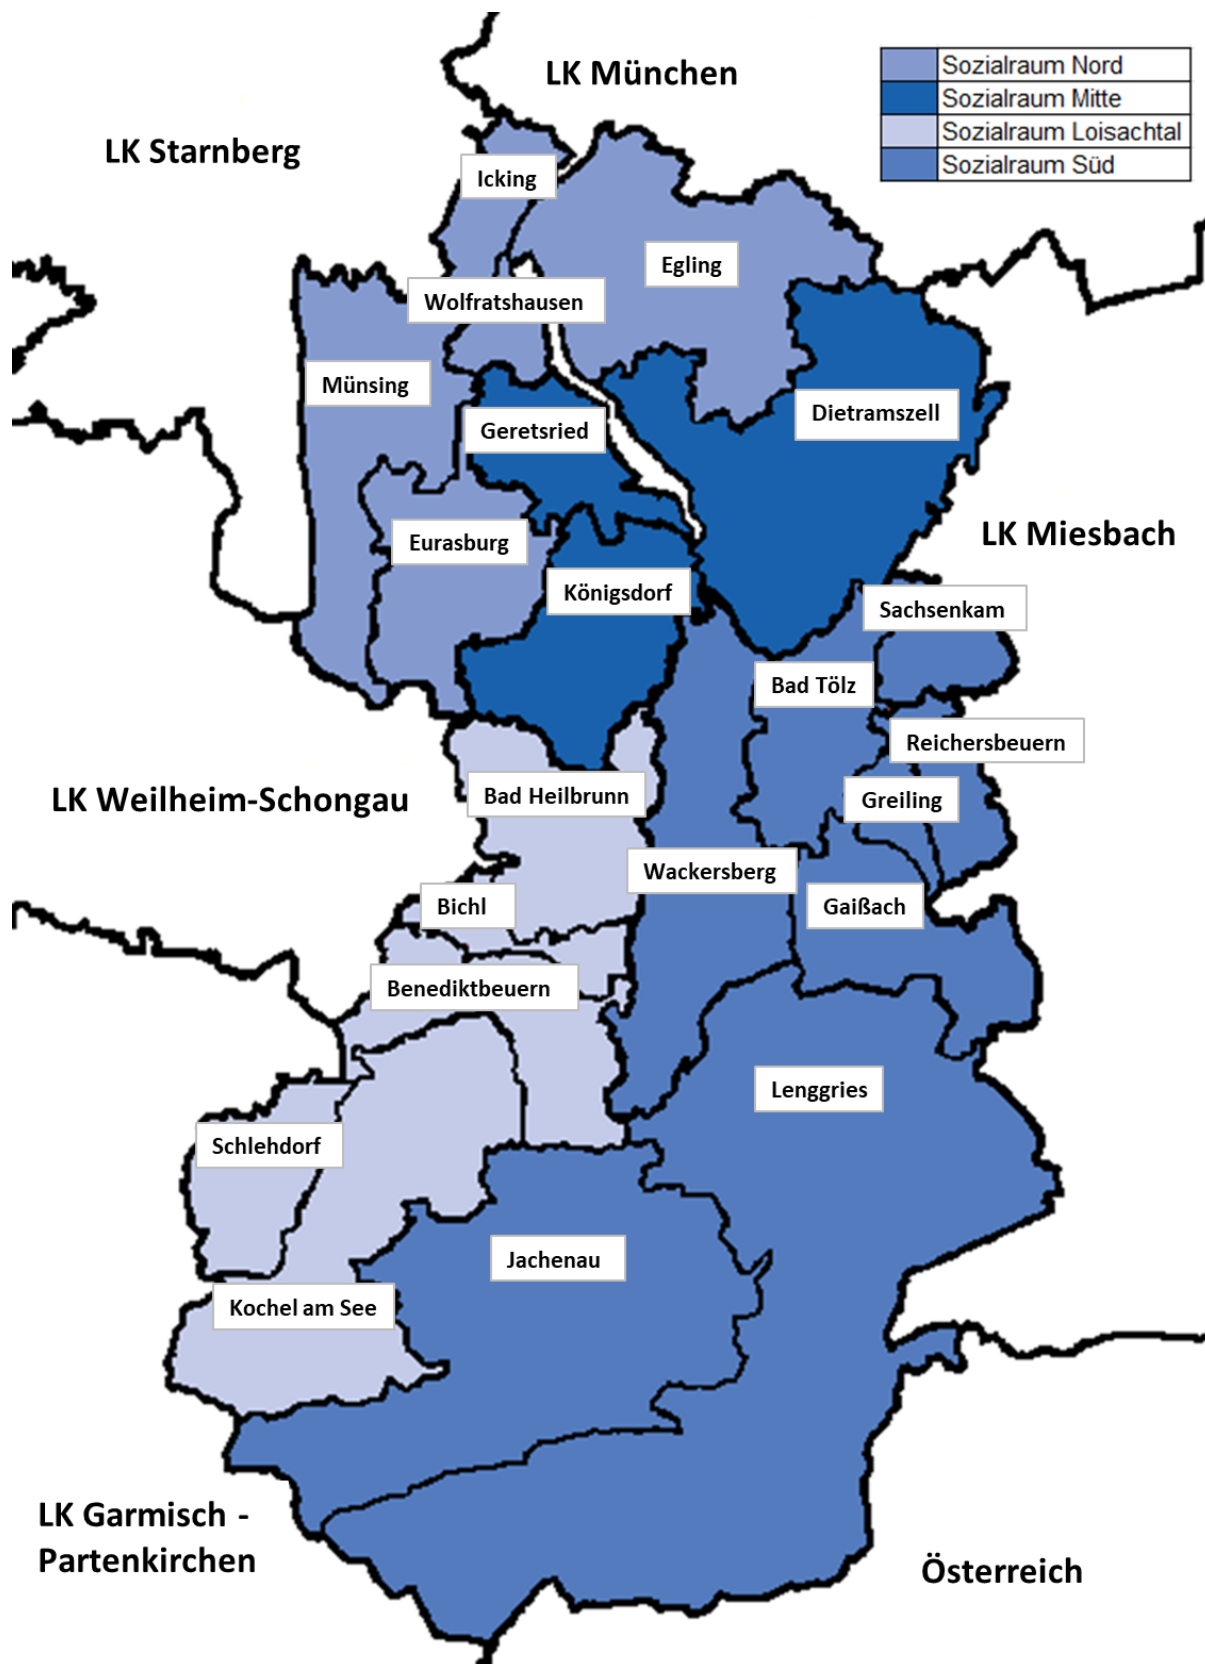 LK München
Sozialraum Nord
Sozialraum Mitte
Sozialraum Loisachtal
Sozialraum Süd
LK Starnberg
Icking
Egling
Wolfratshausen
Münsing
Dietramszell
Geretsried
LK Miesbach
Eurasburg
Königsdorf
Sachsenkam
Bad Tölz
Reichersbeuern
LK Weilheim-Schongau
Bad Heilbrunn
Greiling
Wackersberg
Bichl
Gaißach
Benediktbeuern
Lenggries
Schlehdorf
Jachenau
Kochel am See
LK Garmisch -
Partenkirchen
Österreich